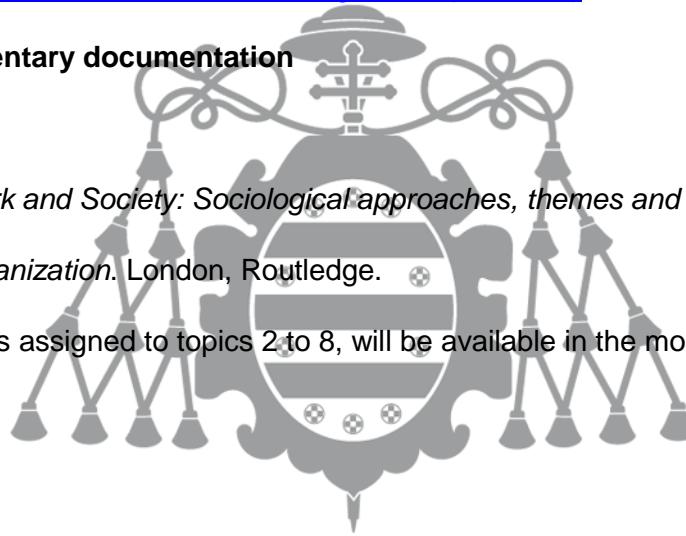 entary documentation
rk and Society: Sociological approaches, themes and
anization. London, Routledge.
s assigned to topics 2 to 8, will be available in the mo